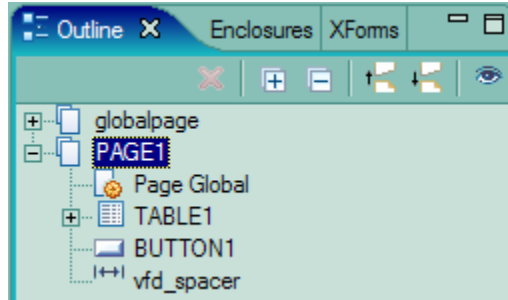 Outline Enclosures XForms
globalpage
PAGE1
Page Global
TABLE1
BUTTON1
vfd_spacer